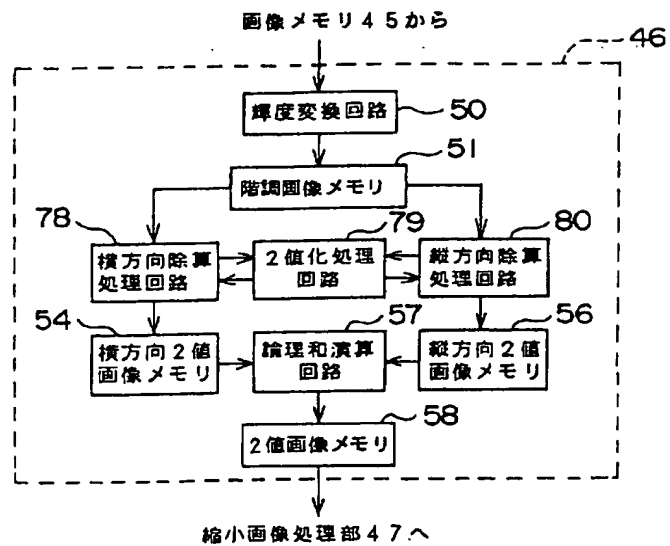 画像メモリ45から
46
輝度変換回路
50
51
階調画像メモリ
78
79
80
横方向除算
処理回路
2値化処理
回路
縦方向除算
処理回路
54
57
56
横方向2値
画像メモリ
論理和演算
回路
縦方向2値
画像メモリ
58
2値画像メモリ
縮小画像処理部47へ